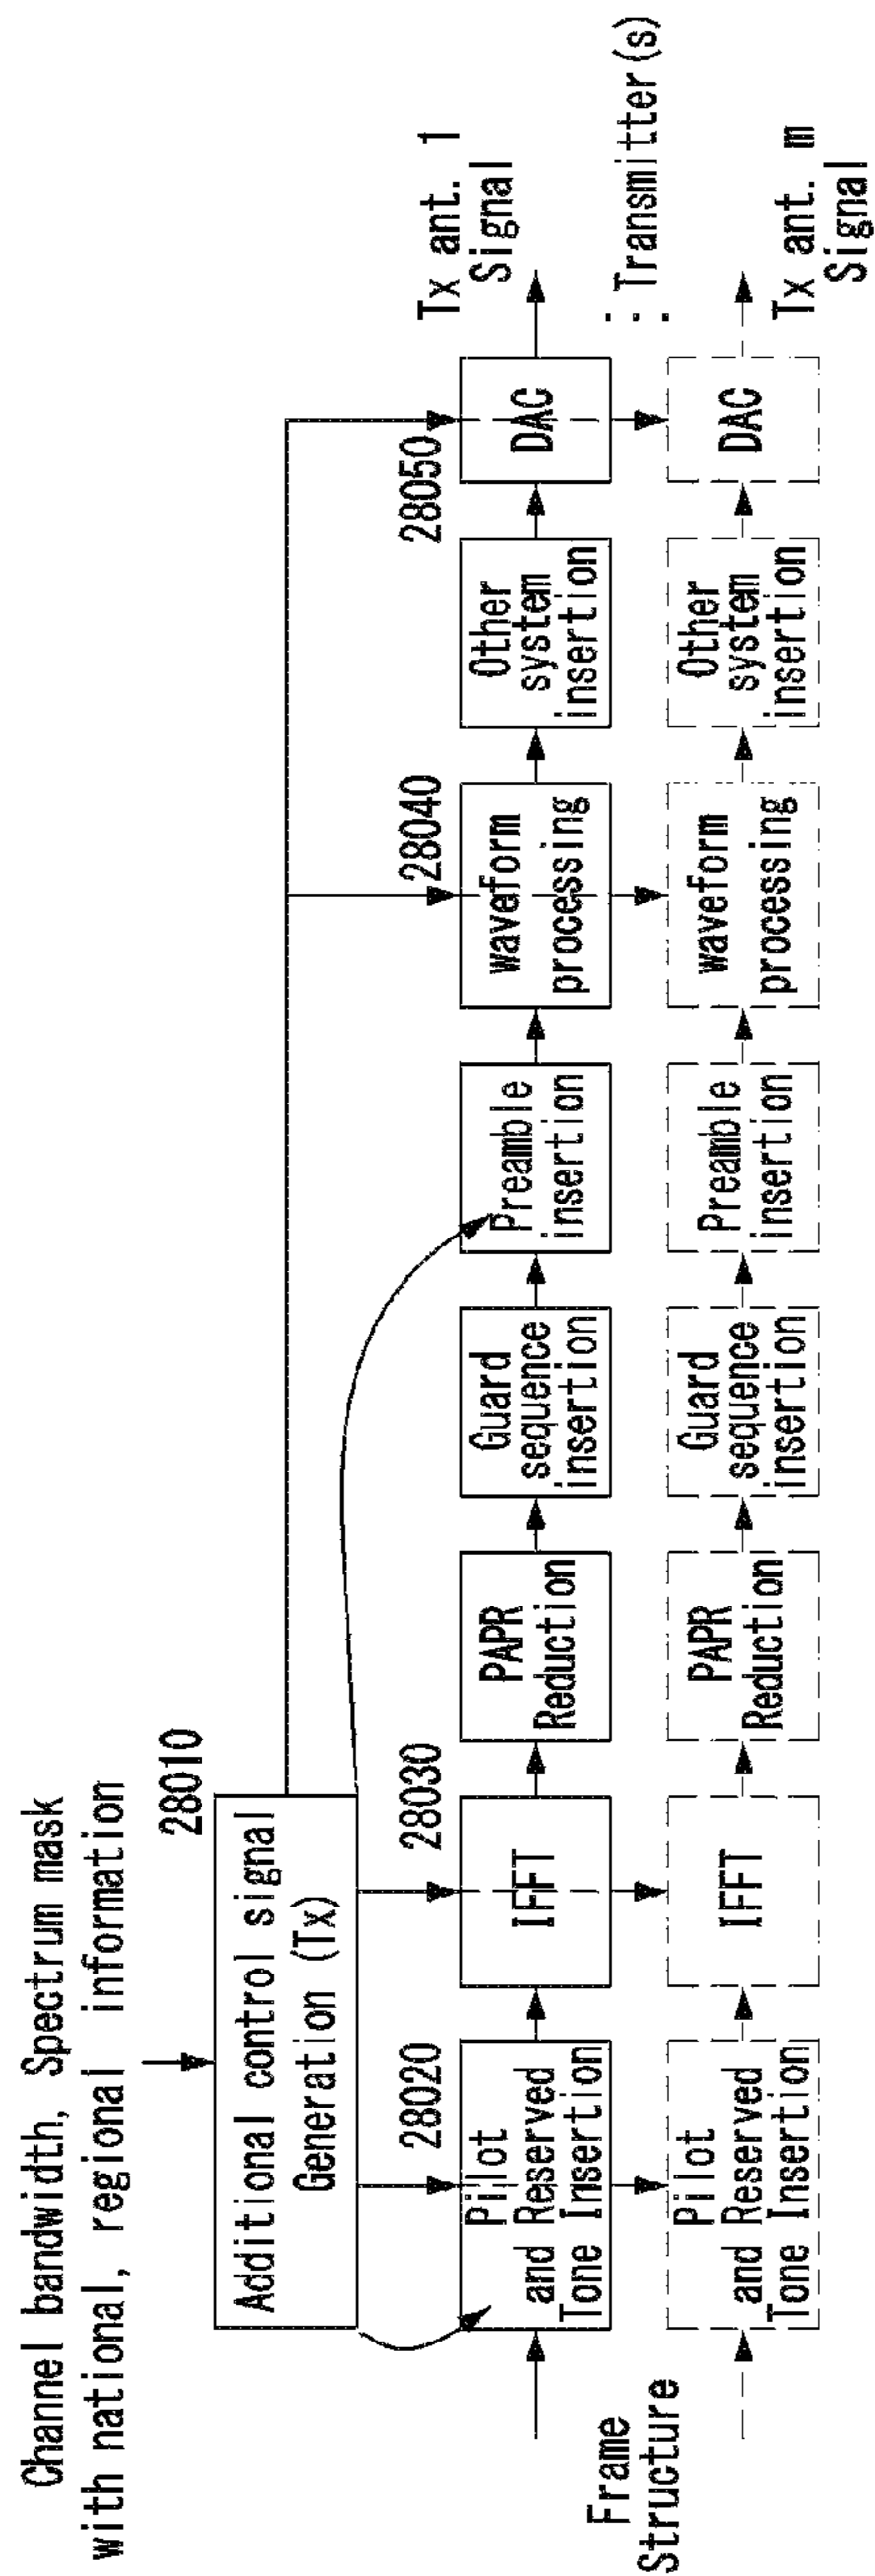 Channel bandwidth, Spectrum mask
with national, regional information
28010
Additional control signal
Generation (Tx)
28020
28030
28040
28050
Frame
Structure
Pilot
and Reserved
Tone Insertion
IFFT
PAPR
Reduction
Guard
sequence
insertion
Preamble
insertion
waveform
processing
Other
system
insertion
DAC
Tx ant. 1
Signal
Transmitter(s)
Pilot
and Reserved
Tone Insertion
IFFT
PAPR
Reduction
Guard
sequence
insertion
Preamble
insertion
waveform
processing
Other
system
insertion
DAC
Tx ant. m
Signal